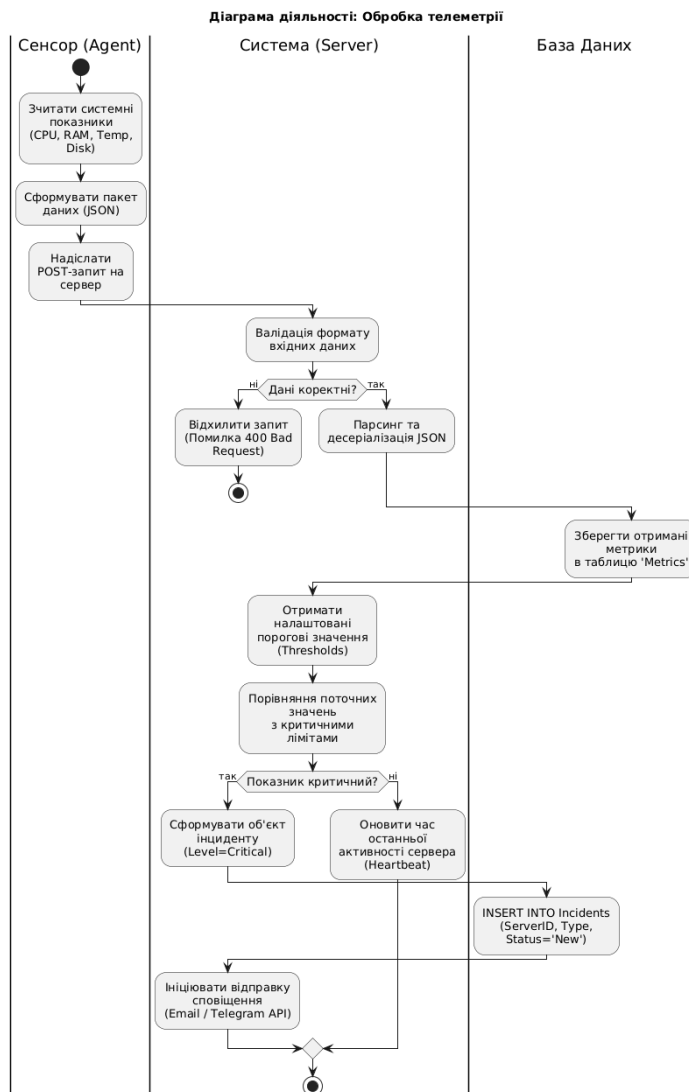 Діаграма діяльності: Обробка телеметрії
Сенсор (Agent)
Система (Server)
База Даних
Зчитати системні
показники
(CPU, RAM, Temp,
Disk)
Сформувати пакет
даних (JSON)
Надіслати
POST-запит на
сервер
Валідація формату
вхідних даних
ні
Дані коректні?
так
Відхилити запит
(Помилка 400 Bad
Request)
Парсинг та
десеріалізація JSON
Зберегти отримані
метрики
в таблицю 'Metrics'
Отримати
налаштовані
порогові значення
(Thresholds)
Порівняння поточних
значень
з критичними
лімітами
так
Показник критичний?
ні
Сформувати об'єкт
інциденту
(Level=Critical)
Оновити час
останньої
активності сервера
(Heartbeat)
INSERT INTO Incidents
(ServerID, Type,
Status='New')
Ініціювати відправку
сповіщення
(Email / Telegram API)